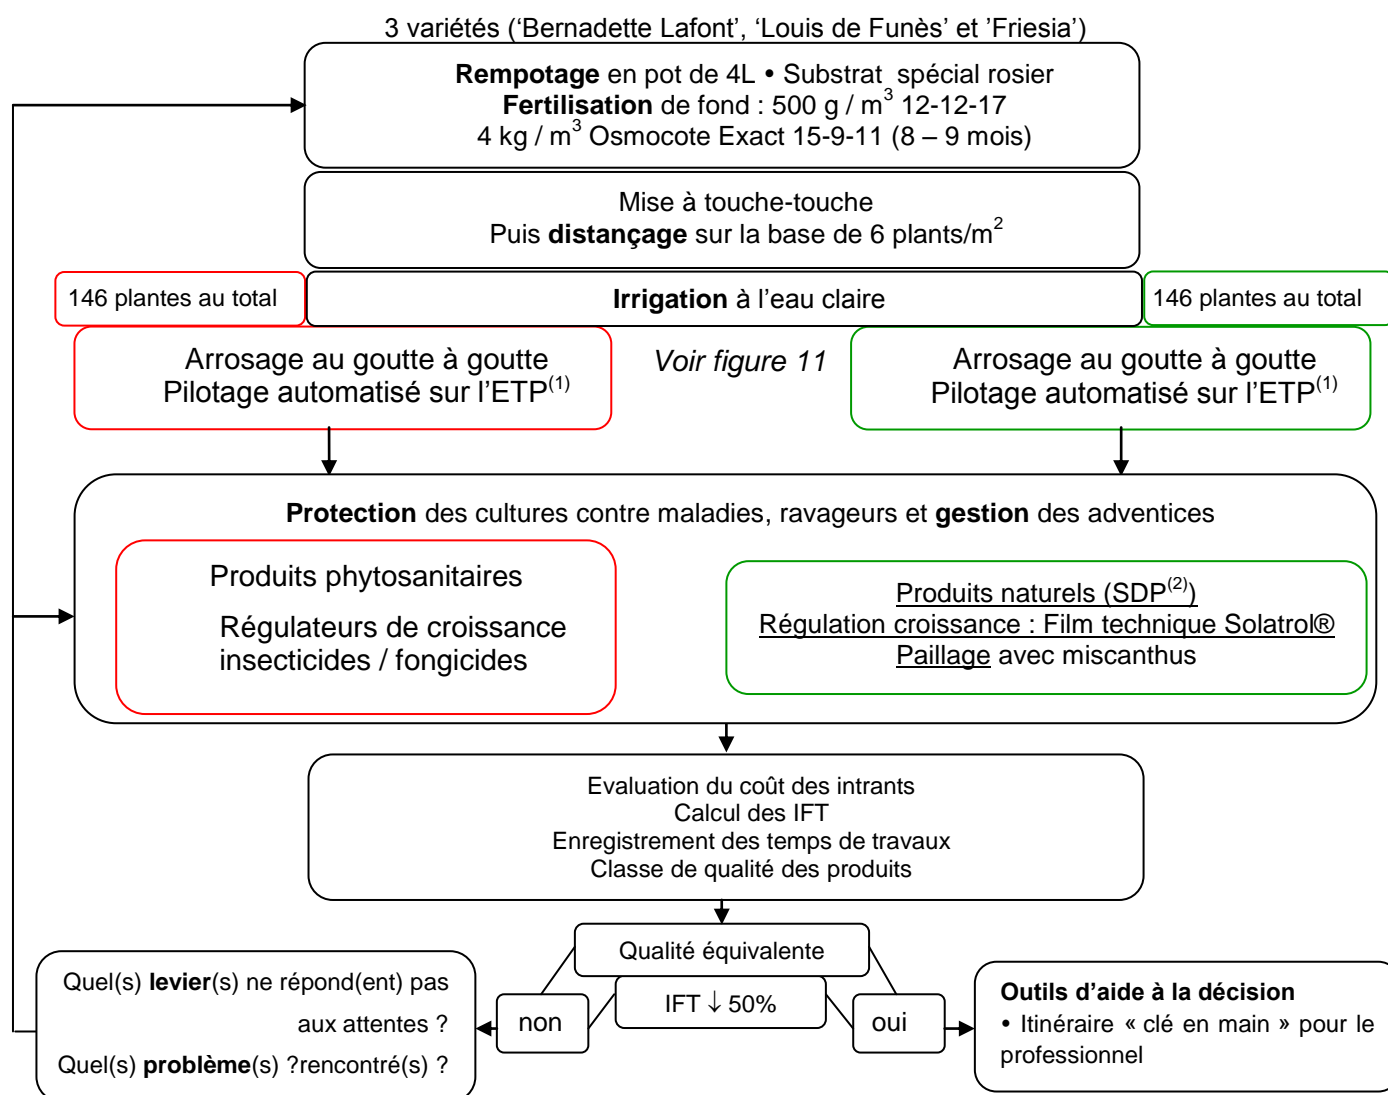 3 variétés (‘Bernadette Lafont’, ‘Louis de Funès’ et ’Friesia’)
Rempotage en pot de 4L • Substrat spécial rosier
Fertilisation de fond : 500 g / m³ 12-12-17
4 kg / m³ Osmocote Exact 15-9-11 (8 – 9 mois)
Mise à touche-touche
Puis distançage sur la base de 6 plants/m²
146 plantes au total
Irrigation à l’eau claire
146 plantes au total
Arrosage au goutte à goutte
Pilotage automatisé sur l’ETP⁽¹⁾
Voir figure 11
Arrosage au goutte à goutte
Pilotage automatisé sur l’ETP⁽¹⁾
Protection des cultures contre maladies, ravageurs et gestion des adventices
Produits phytosanitaires
Régulateurs de croissance
insecticides / fongicides
Produits naturels (SDP⁽²⁾)
Régulation croissance : Film technique Solatrol®
Paillage avec miscanthus
Evaluation du coût des intrants
Calcul des IFT
Enregistrement des temps de travaux
Classe de qualité des produits
Qualité équivalente
IFT ↓ 50%
non
oui
Quel(s) levier(s) ne répond(ent) pas
aux attentes ?
Quel(s) problème(s) ?rencontré(s) ?
Outils d’aide à la décision
• Itinéraire « clé en main » pour le
professionnel